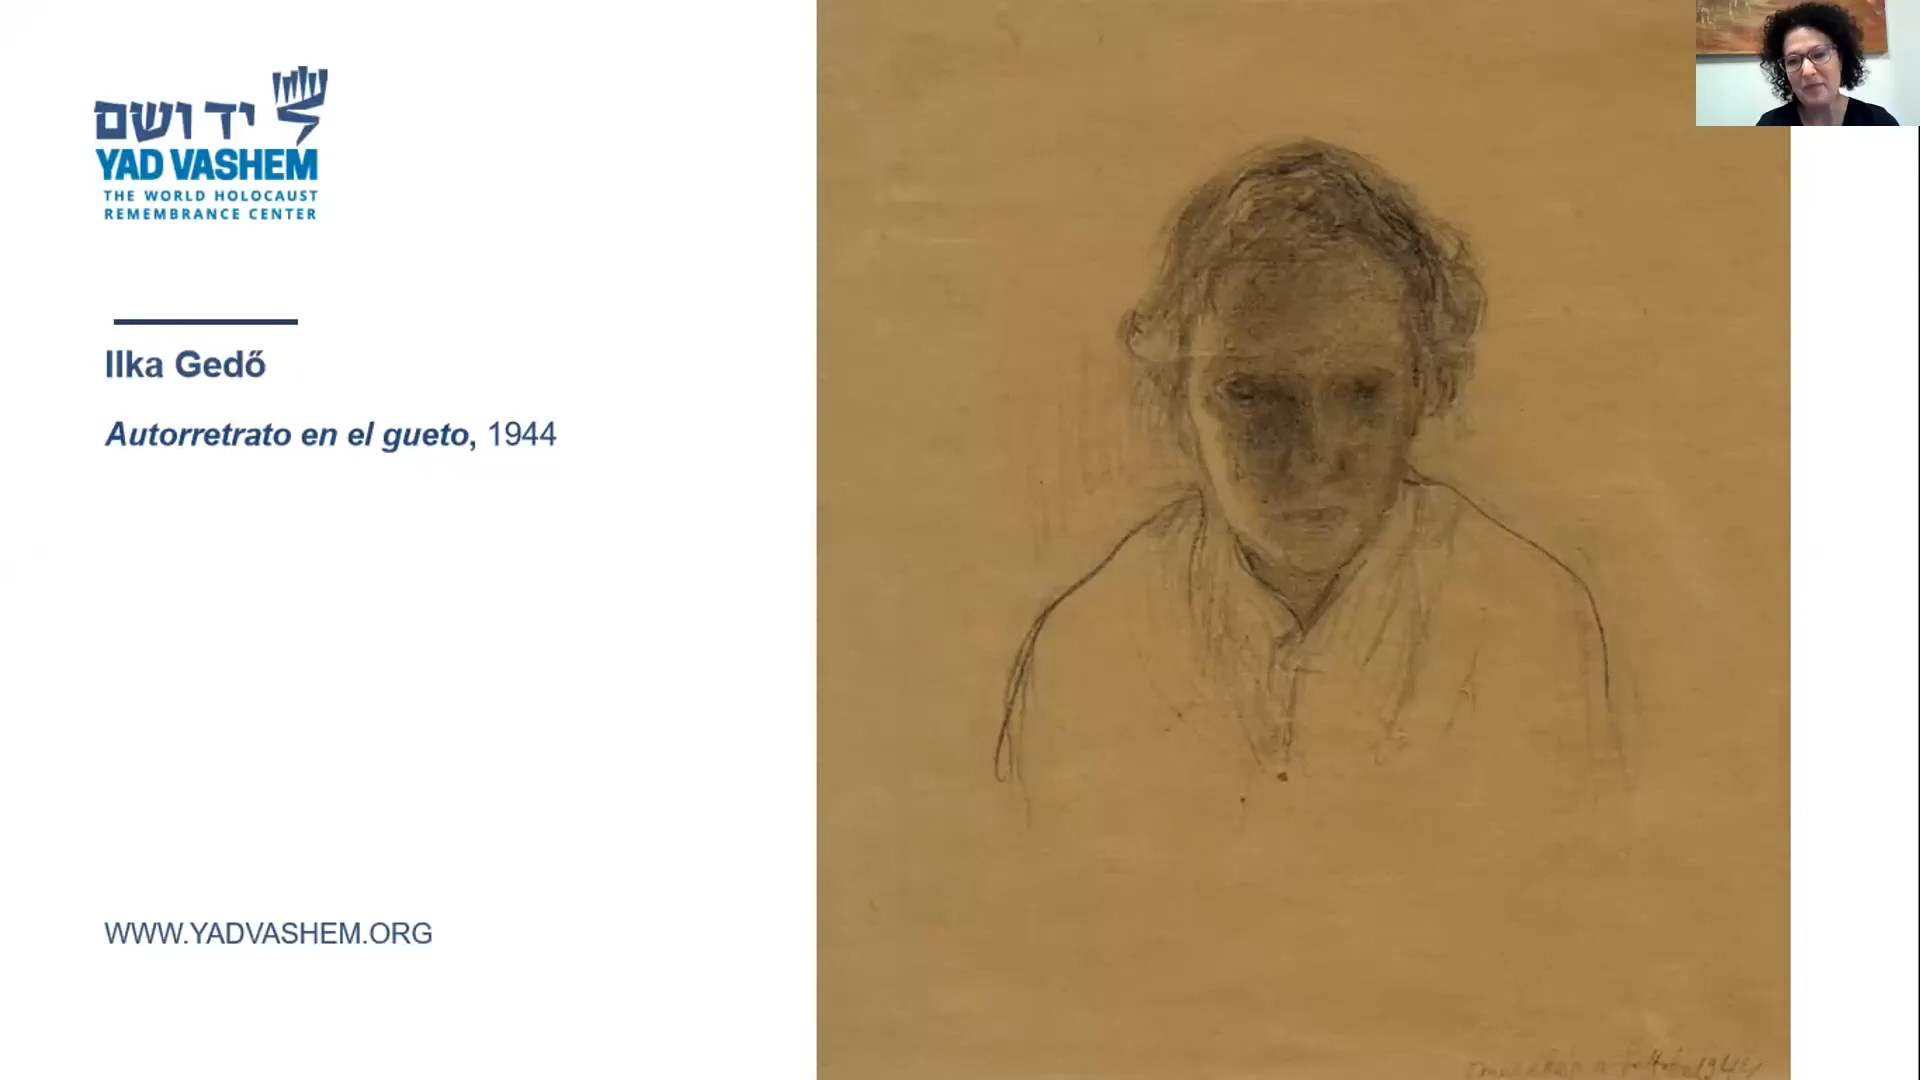 יד ושם
YAD VASHEM
THE WORLD HOLOCAUST
REMEMBRANCE CENTER
Ilka Gedő
Autorretrato en el gueto, 1944
WWW.YADVASHEM.ORG
1944